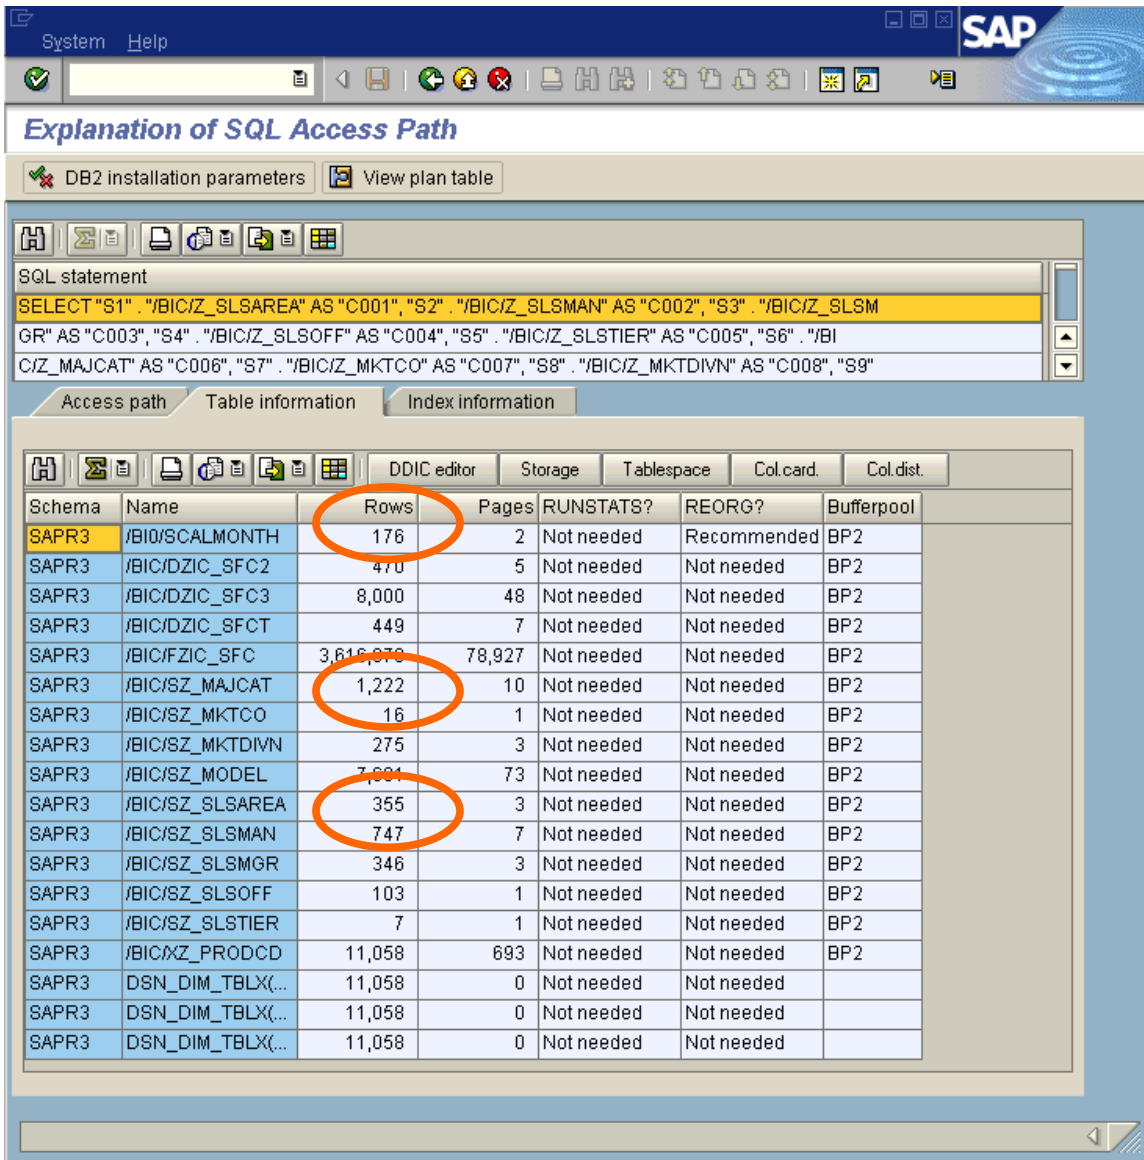 System Help
SAP
Explanation of SQL Access Path
DB2 installation parameters View plan table
SQL statement
SELECT "S1" . "/BIC/Z_SLSAREA" AS "C001", "S2" . "/BIC/Z_SLSMAN" AS "C002", "S3" . "/BIC/Z_SLSM
GR" AS "C003", "S4" . "/BIC/Z_SLSOFF" AS "C004", "S5" . "/BIC/Z_SLSTIER" AS "C005", "S6" . "/BI
C/Z_MAJCAT" AS "C006", "S7" . "/BIC/Z_MKTCO" AS "C007", "S8" . "/BIC/Z_MKTDIVN" AS "C008", "S9"
Access path Table information Index information
DDIC editor Storage Tablespace Col.card. Col.dist.
Schema Name Rows Pages RUNSTATS? REORG? Bufferpool
SAPR3 /BI0/SCALMONTH 176 2 Not needed Recommended BP2
SAPR3 /BIC/DZIC_SFC2 470 5 Not needed Not needed BP2
SAPR3 /BIC/DZIC_SFC3 8,000 48 Not needed Not needed BP2
SAPR3 /BIC/DZIC_SFCT 449 7 Not needed Not needed BP2
SAPR3 /BIC/FZIC_SFC 78,927 Not needed Not needed BP2
SAPR3 /BIC/SZ_MAJCAT 1,222 10 Not needed Not needed BP2
SAPR3 /BIC/SZ_MKTCO 16 1 Not needed Not needed BP2
SAPR3 /BIC/SZ_MKTDIVN 275 3 Not needed Not needed BP2
SAPR3 /BIC/SZ_MODEL 73 Not needed Not needed BP2
SAPR3 /BIC/SZ_SLSAREA 355 3 Not needed Not needed BP2
SAPR3 /BIC/SZ_SLSMAN 747 7 Not needed Not needed BP2
SAPR3 /BIC/SZ_SLSMGR 346 3 Not needed Not needed BP2
SAPR3 /BIC/SZ_SLSOFF 103 1 Not needed Not needed BP2
SAPR3 /BIC/SZ_SLSTIER 7 1 Not needed Not needed BP2
SAPR3 /BIC/XZ_PRODCD 11,058 693 Not needed Not needed BP2
SAPR3 DSN_DIM_TBLX(... 11,058 0 Not needed Not needed
SAPR3 DSN_DIM_TBLX(... 11,058 0 Not needed Not needed
SAPR3 DSN_DIM_TBLX(... 11,058 0 Not needed Not needed